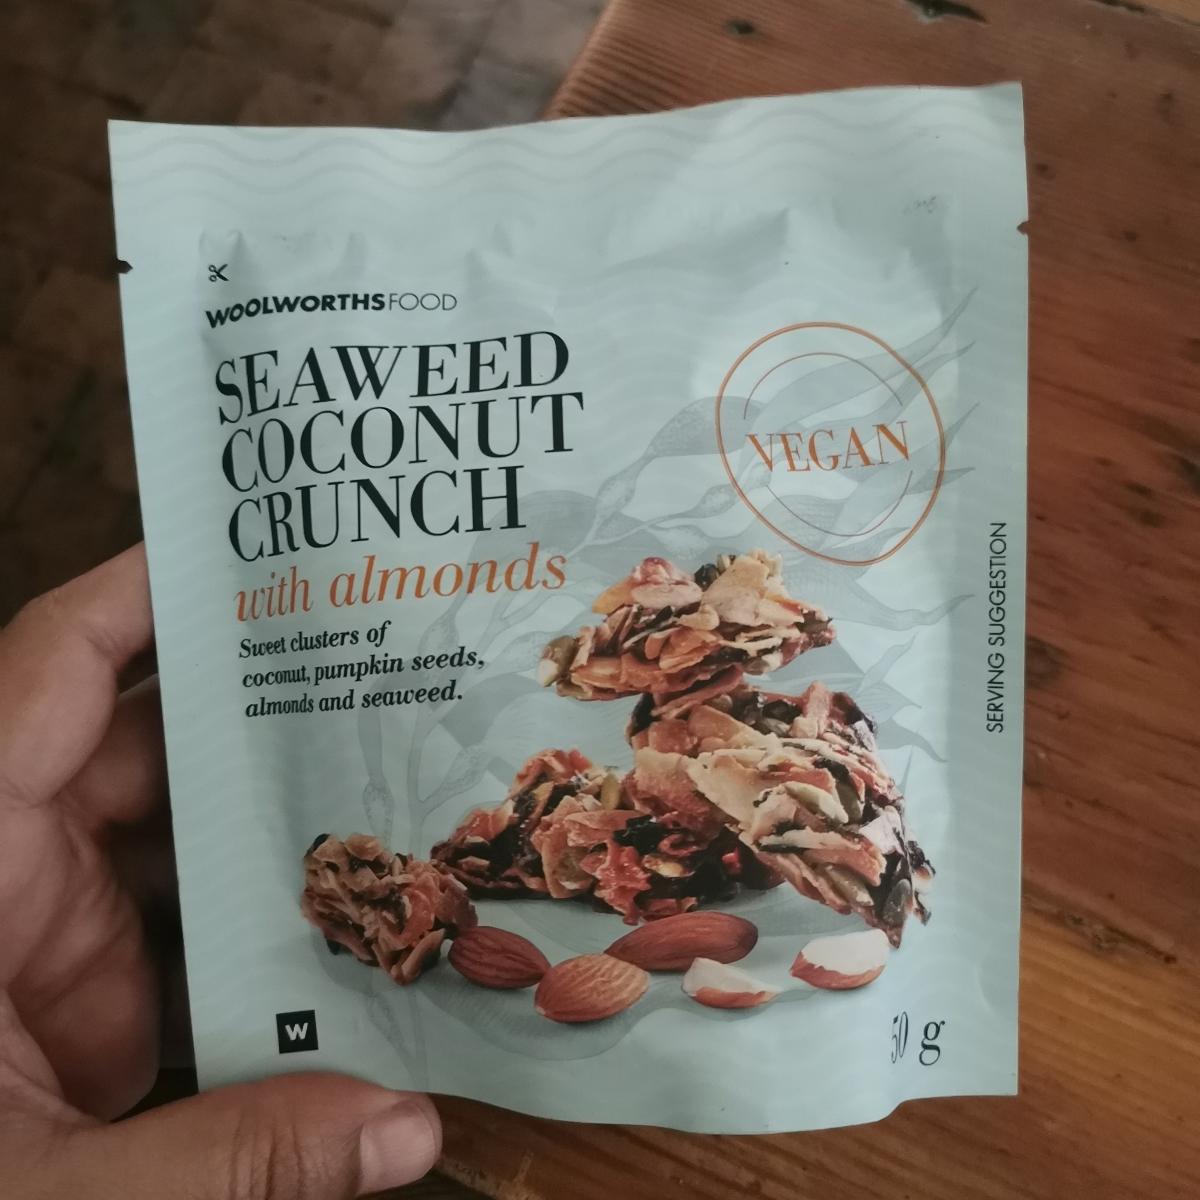 WOOLWORTHSFOOD
SEAWEED
COCONUT
CRUNCH
with almonds
Sweet clusters of
coconut, pumpkin seeds,
almonds and seaweed.
VEGAN
SERVING SUGGESTION
W
50 g